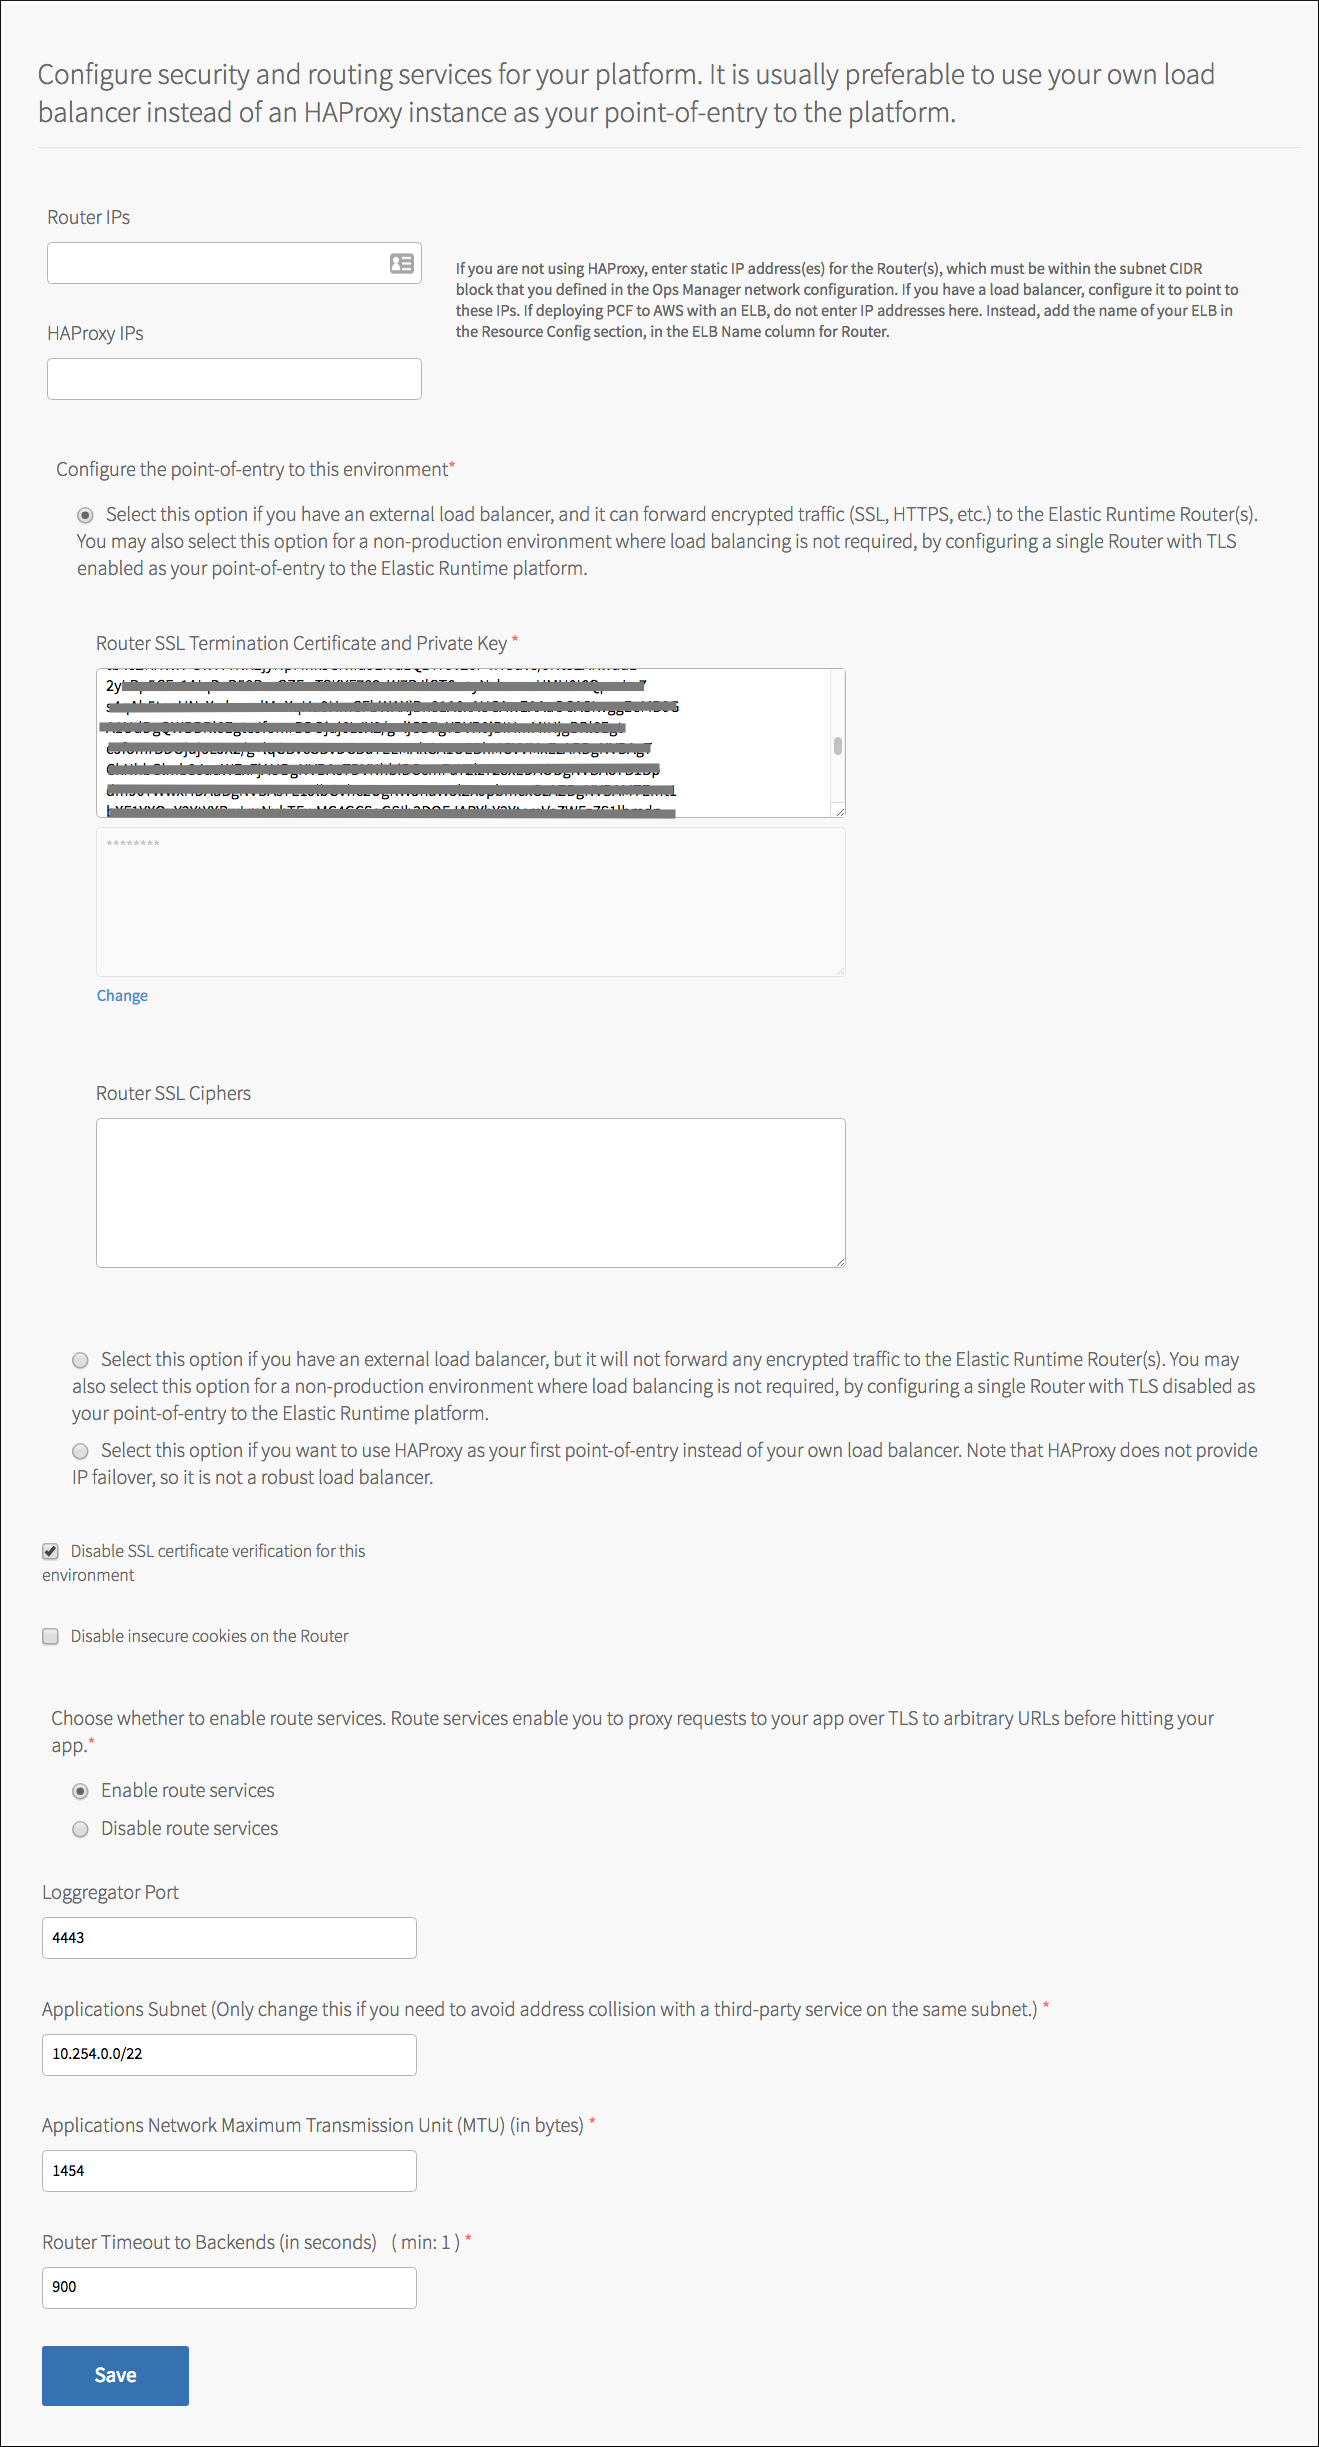 Configure security and routing services for your platform. It is usually preferable to use your own load
balancer instead of an HAProxy instance as your point-of-entry to the platform.
Router IPs
If you are not using HAProxy, enter static IP address(es) for the Router(s), which must be within the subnet CIDR
block that you defined in the Ops Manager network configuration. If you have a load balancer, configure it to point to
these IPs. If deploying PCF to AWS with an ELB, do not enter IP addresses here. Instead, add the name of your ELB in
the Resource Config section, in the ELB Name column for Router.
HAProxy IPs
Configure the point-of-entry to this environment*
Select this option if you have an external load balancer, and it can forward encrypted traffic (SSL, HTTPS, etc.) to the Elastic Runtime Router(s).
You may also select this option for a non-production environment where load balancing is not required, by configuring a single Router with TLS
enabled as your point-of-entry to the Elastic Runtime platform.
Router SSL Termination Certificate and Private Key *
********
Change
Router SSL Ciphers
Select this option if you have an external load balancer, but it will not forward any encrypted traffic to the Elastic Runtime Router(s). You may
also select this option for a non-production environment where load balancing is not required, by configuring a single Router with TLS disabled as
your point-of-entry to the Elastic Runtime platform.
Select this option if you want to use HAProxy as your first point-of-entry instead of your own load balancer. Note that HAProxy does not provide
IP failover, so it is not a robust load balancer.
Disable SSL certificate verification for this
environment
Disable insecure cookies on the Router
Choose whether to enable route services. Route services enable you to proxy requests to your app over TLS to arbitrary URLs before hitting your
app.*
Enable route services
Disable route services
Loggregator Port
4443
Applications Subnet (Only change this if you need to avoid address collision with a third-party service on the same subnet.) *
10.254.0.0/22
Applications Network Maximum Transmission Unit (MTU) (in bytes) *
1454
Router Timeout to Backends (in seconds) ( min: 1 ) *
900
Save